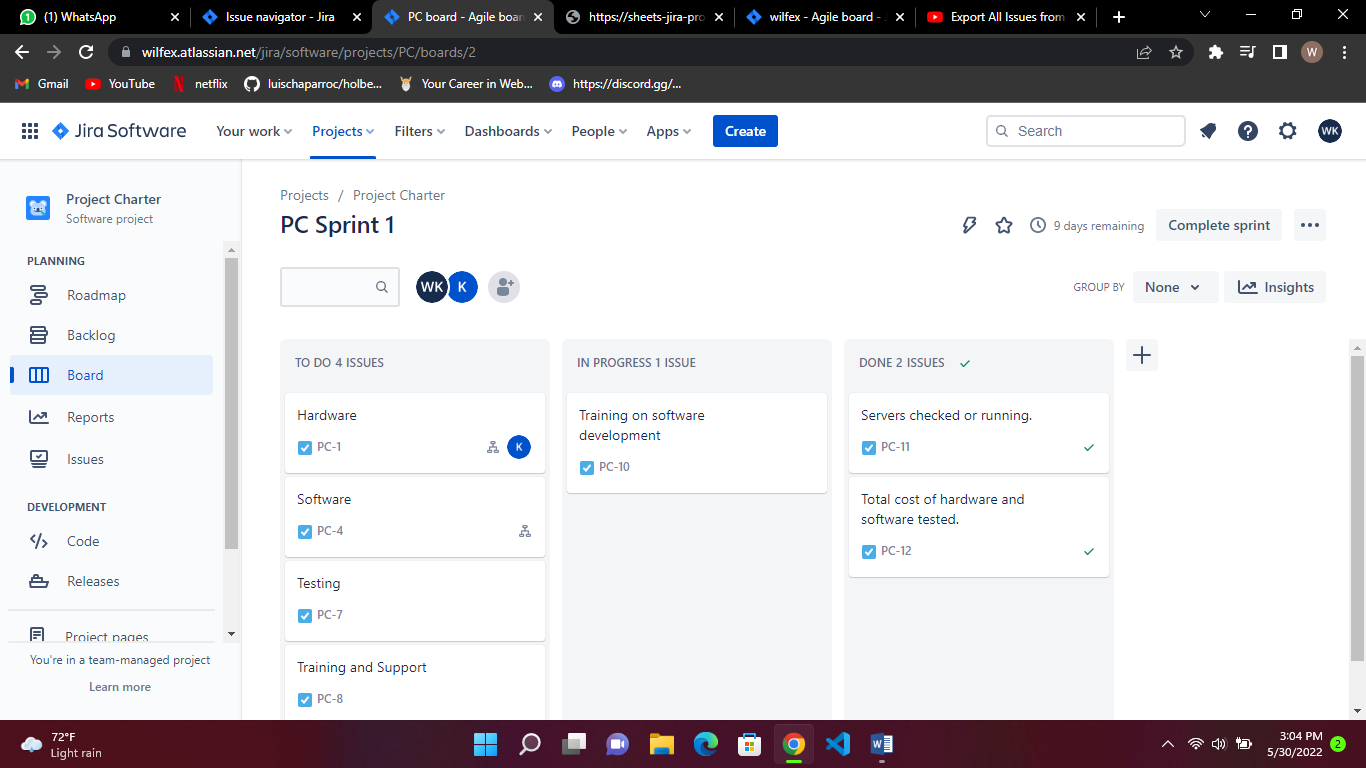 (1) WhatsApp
Issue navigator - Jira
PC board - Agile boar
https://sheets-jira-pro
wilfex - Agile board -
Export All Issues from
wilfex.atlassian.net/jira/software/projects/PC/boards/2
W
Gmail
YouTube
netflix
luischaparroc/holbe...
Your Career in Web...
https://discord.gg/...
Jira Software
Your work
Projects
Filters
Dashboards
People
Apps
Create
Search
WK
Project Charter
Software project
PLANNING
Roadmap
Backlog
Board
Reports
Issues
DEVELOPMENT
Code
Releases
Project pages
You're in a team-managed project
Learn more
Projects / Project Charter
PC Sprint 1
9 days remaining
Complete sprint
WK
K
GROUP BY
None
Insights
TO DO 4 ISSUES
Hardware
PC-1
K
Software
PC-4
Testing
PC-7
Training and Support
PC-8
IN PROGRESS 1 ISSUE
Training on software
development
PC-10
DONE 2 ISSUES
Servers checked or running.
PC-11
Total cost of hardware and
software tested.
PC-12
72°F
Light rain
3:04 PM
5/30/2022
2